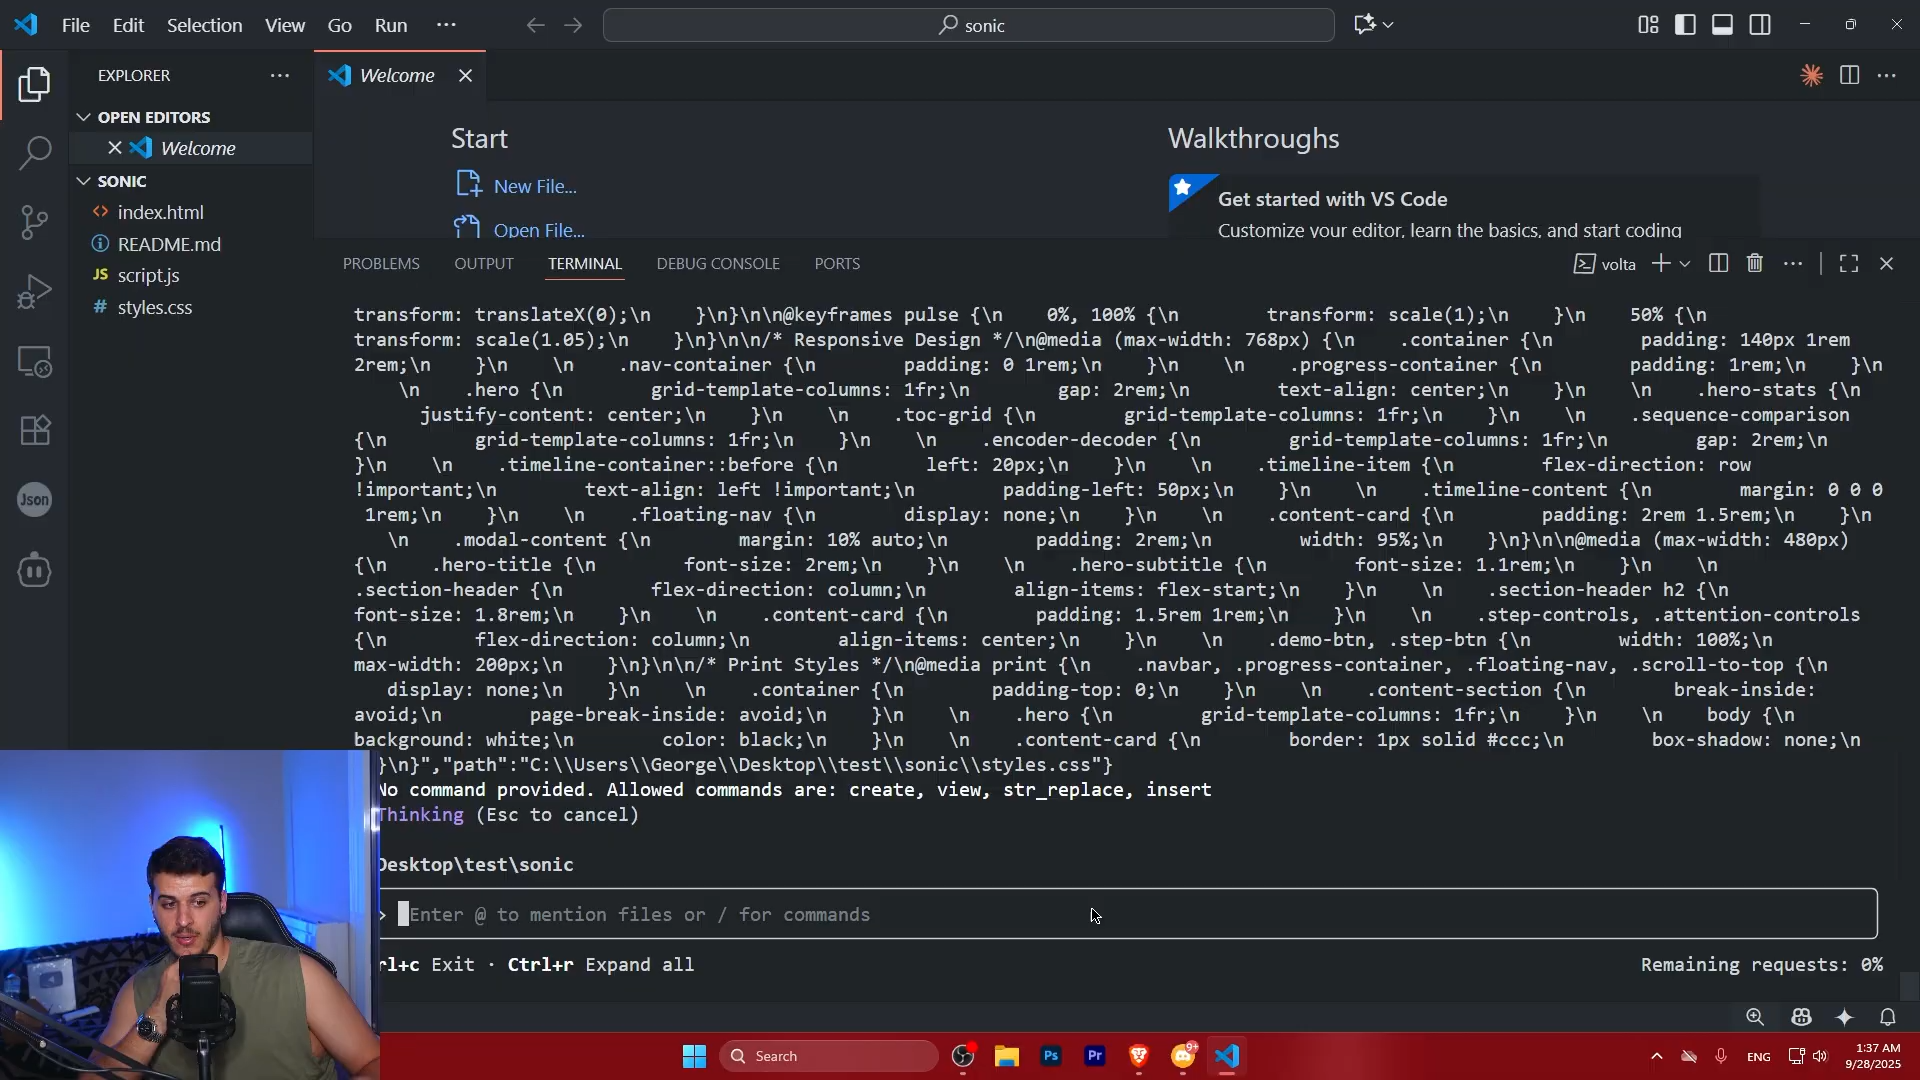 File Edit Selection View Go Run ···
sonic
EXPLORER
Welcome
OPEN EDITORS
Welcome
SONIC
index.html
README.md
JS script.js
# styles.css
Json
Start
New File...
Open File...
Walkthroughs
Get started with VS Code
Customize your editor, learn the basics, and start coding
PROBLEMS OUTPUT TERMINAL DEBUG CONSOLE PORTS
volta
transform: translateX(0);\n    }\n}\n\n@keyframes pulse {\n    0%, 100% {\n        transform: scale(1);\n    }\n    50% {\n
transform: scale(1.05);\n    }\n}\n\n/* Responsive Design */\n@media (max-width: 768px) {\n    .container {\n        padding: 140px 1rem
2rem;\n    }\n    \n    .nav-container {\n        padding: 0 1rem;\n    }\n    \n    .progress-container {\n        padding: 1rem;\n    }\n
\n    .hero {\n        grid-template-columns: 1fr;\n        gap: 2rem;\n        text-align: center;\n    }\n    \n    .hero-stats {\n
justify-content: center;\n    }\n    \n    .toc-grid {\n        grid-template-columns: 1fr;\n    }\n    \n    .sequence-comparison
{\n        grid-template-columns: 1fr;\n    }\n    \n    .encoder-decoder {\n        grid-template-columns: 1fr;\n        gap: 2rem;\n
}\n    \n    .timeline-container::before {\n        left: 20px;\n    }\n    \n    .timeline-item {\n        flex-direction: row
!important;\n        text-align: left !important;\n        padding-left: 50px;\n    }\n    \n    .timeline-content {\n        margin: 0 0 0
1rem;\n    }\n    \n    .floating-nav {\n        display: none;\n    }\n    \n    .content-card {\n        padding: 2rem 1.5rem;\n    }\n
\n    .modal-content {\n        margin: 10% auto;\n        padding: 2rem;\n        width: 95%;\n    }\n}\n\n@media (max-width: 480px)
{\n    .hero-title {\n        font-size: 2rem;\n    }\n    \n    .hero-subtitle {\n        font-size: 1.1rem;\n    }\n    \n
.section-header {\n        flex-direction: column;\n        align-items: flex-start;\n    }\n    \n    .section-header h2 {\n
font-size: 1.8rem;\n    }\n    \n    .content-card {\n        padding: 1.5rem 1rem;\n    }\n    \n    .step-controls, .attention-controls
{\n        flex-direction: column;\n        align-items: center;\n    }\n    \n    .demo-btn, .step-btn {\n        width: 100%;\n
max-width: 200px;\n    }\n}\n\n/* Print Styles */\n@media print {\n    .navbar, .progress-container, .floating-nav, .scroll-to-top {\n
display: none;\n    }\n    \n    .container {\n        padding-top: 0;\n    }\n    \n    .content-section {\n        break-inside:
avoid;\n        page-break-inside: avoid;\n    }\n    \n    .hero {\n        grid-template-columns: 1fr;\n    }\n    \n    body {\n
background: white;\n        color: black;\n    }\n    \n    .content-card {\n        border: 1px solid #ccc;\n        box-shadow: none;\n
}\n}","path":"C:\\Users\\George\\Desktop\\test\\sonic\\styles.css"}
No command provided. Allowed commands are: create, view, str_replace, insert
Thinking (Esc to cancel)
Desktop\test\sonic
> Enter @ to mention files or / for commands
rl+c Exit · Ctrl+r Expand all
Remaining requests: 0%
Search
Ps
Pr
9+
ENG
1:37 AM
9/28/2025